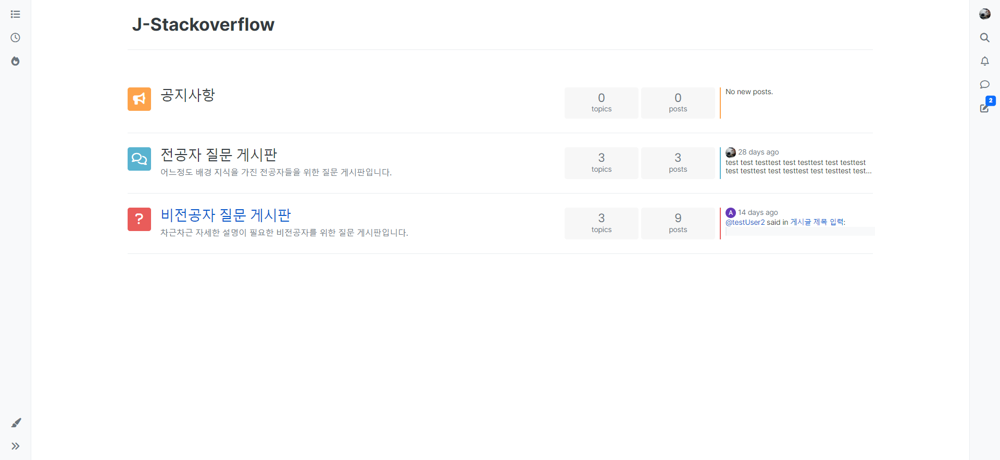 J-Stackoverflow
2
공지사항
0
topics
0
posts
No new posts.
전공자 질문 게시판
어느정도 배경 지식을 가진 전공자들을 위한 질문 게시판입니다.
3
topics
3
posts
28 days ago
test test testtest test testtest test testtest
test testtest test testtest test testtest test...
?
비전공자 질문 게시판
차근차근 자세한 설명이 필요한 비전공자를 위한 질문 게시판입니다.
3
topics
9
posts
A 14 days ago
@testUser2 said in 게시글 제목 입력: